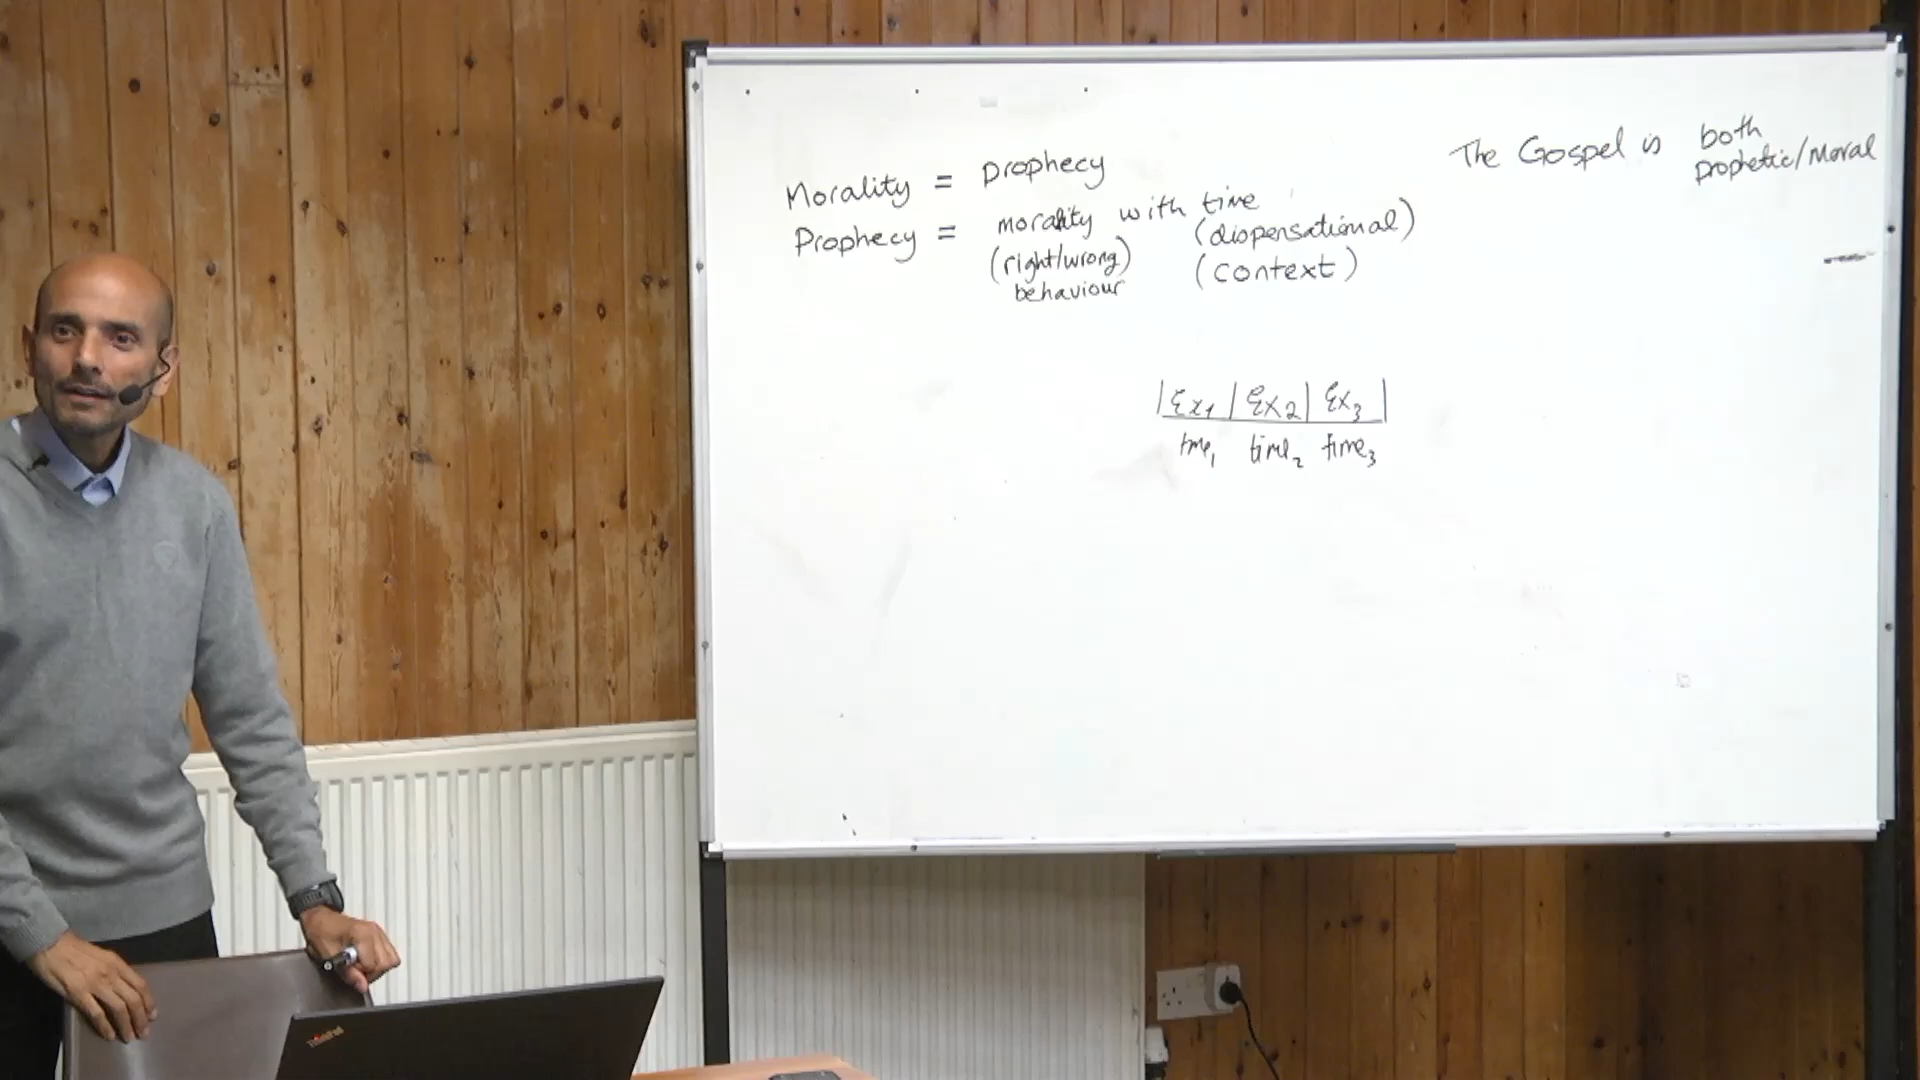 Morality = Prophecy
Prophecy = morality with time
(right/wrong) (dispensational)
behaviour (context)
The Gospel is both
prophetic/Moral
|Ex1|Ex2|Ex3|
time1 time2 time3
ThinkPad